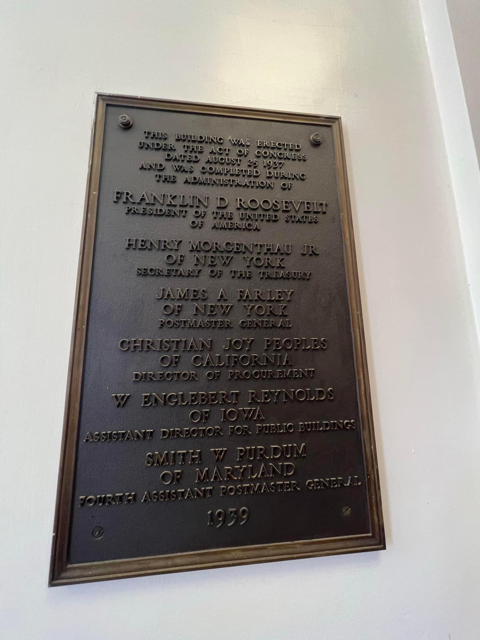 THIS BUILDING WAS ERECTED
UNDER THE ACT OF CONGRESS
DATED AUGUST 25 1937
AND WAS COMPLETED DURING
THE ADMINISTRATION OF
FRANKLIN D ROOSEVELT
PRESIDENT OF THE UNITED STATES
OF AMERICA
HENRY MORGENTHAU JR
OF NEW YORK
SECRETARY OF THE TREASURY
JAMES A FARLEY
OF NEW YORK
POSTMASTER GENERAL
CHRISTIAN JOY PEOPLES
OF CALIFORNIA
DIRECTOR OF PROCUREMENT
W ENGLEBERT REYNOLDS
OF IOWA
ASSISTANT DIRECTOR FOR PUBLIC BUILDINGS
SMITH W PURDUM
OF MARYLAND
FOURTH ASSISTANT POSTMASTER GENERAL
1939